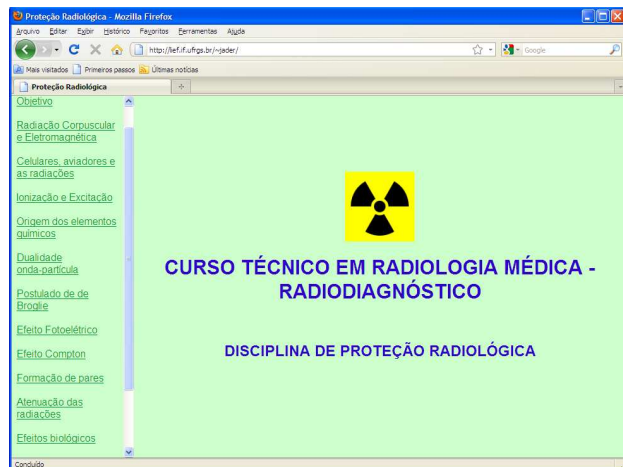 Proteção Radiológica - Mozilla Firefox
Arquivo Editar Exibir Histórico Favoritos Ferramentas Ajuda
http://lief.if.ufrgs.br/~jader/
Google
Mais visitados Primeiros passos Últimas notícias
Proteção Radiológica
Objetivo
Radiação Corpuscular
e Eletromagnética
Celulares, aviadores e
as radiações
Ionização e Excitação
Origem dos elementos
químicos
Dualidade
onda-partícula
Postulado de de
Broglie
Efeito Fotoelétrico
Efeito Compton
Formação de pares
Atenuação das
radiações
Efeitos biológicos
CURSO TÉCNICO EM RADIOLOGIA MÉDICA -
RADIODIAGNÓSTICO
DISCIPLINA DE PROTEÇÃO RADIOLÓGICA
Concluído